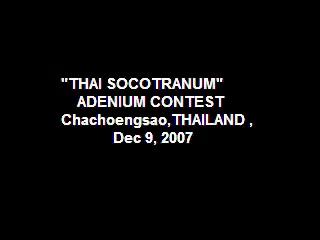 "THAI SOCOTRANUM"
ADENIUM CONTEST
Chachoengsao,THAILAND ,
Dec 9, 2007